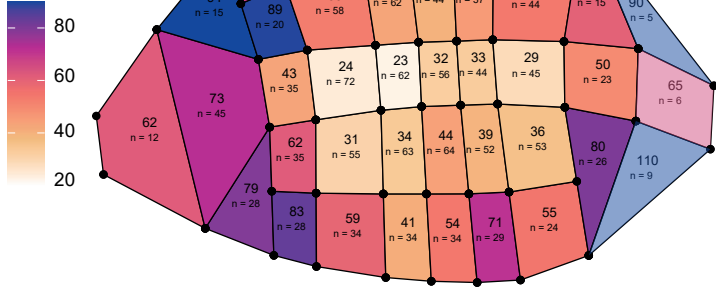 n = 15
89
n = 20
n = 58
n = 62
n = 44
n = 57
n = 44
n = 15
90
n = 5
80
60
40
20
43
n = 35
24
n = 72
23
n = 62
32
n = 56
33
n = 44
29
n = 45
50
n = 23
65
n = 6
62
n = 12
73
n = 45
62
n = 35
31
n = 55
34
n = 63
44
n = 64
39
n = 52
36
n = 53
80
n = 26
110
n = 9
79
n = 28
83
n = 28
59
n = 34
41
n = 34
54
n = 34
71
n = 29
55
n = 24